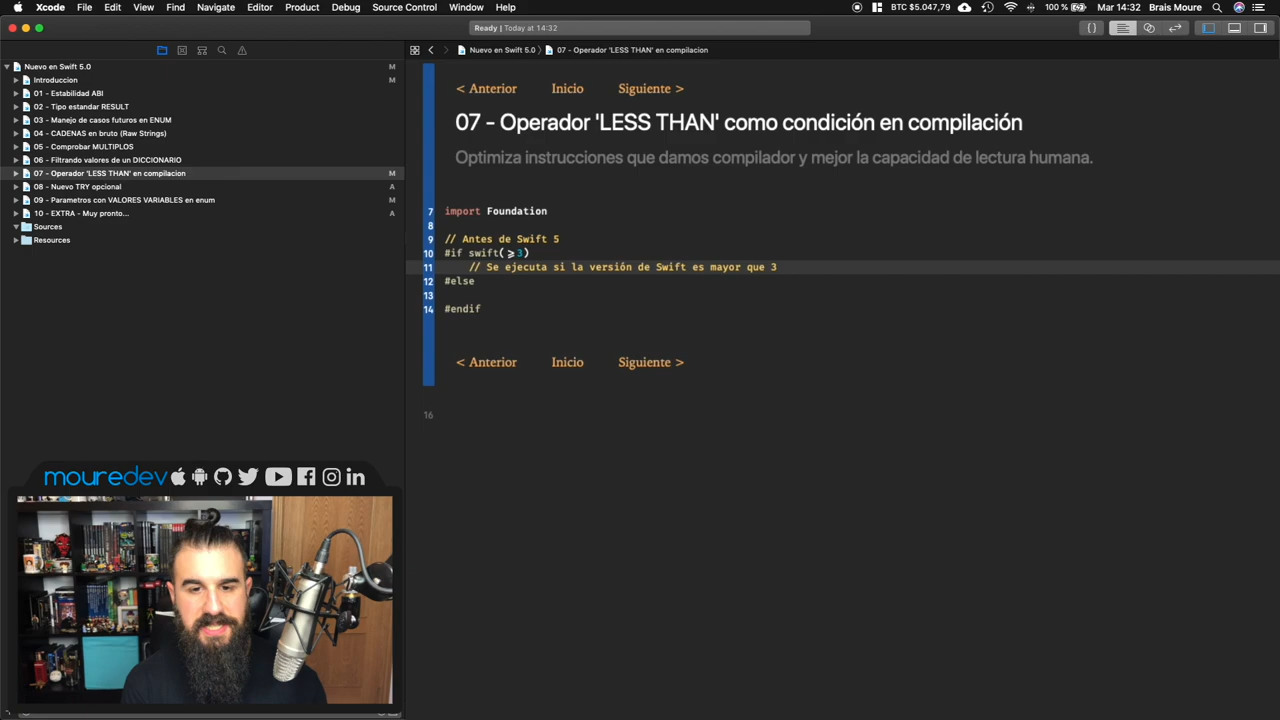 Xcode File Edit View Find Navigate Editor Product Debug Source Control Window Help BTC $5.047,79 100 % Mar 14:32 Brais Moure
Ready | Today at 14:32
Nuevo en Swift 5.0 07 - Operador 'LESS THAN' en compilacion
Nuevo en Swift 5.0 M
Introduccion M
01 - Estabilidad ABI
02 - Tipo estandar RESULT
03 - Manejo de casos futuros en ENUM
04 - CADENAS en bruto (Raw Strings)
05 - Comprobar MULTIPLOS
06 - Filtrando valores de un DICCIONARIO
07 - Operador 'LESS THAN' en compilacion M
08 - Nuevo TRY opcional A
09 - Parametros con VALORES VARIABLES en enum M
10 - EXTRA - Muy pronto... A
Sources
Resources
< Anterior Inicio Siguiente >
07 - Operador 'LESS THAN' como condición en compilación
Optimiza instrucciones que damos compilador y mejor la capacidad de lectura humana.
7 import Foundation
8
9 // Antes de Swift 5
10 #if swift(>=3)
11 // Se ejecuta si la versión de Swift es mayor que 3
12 #else
13
14 #endif
< Anterior Inicio Siguiente >
16
mouredev